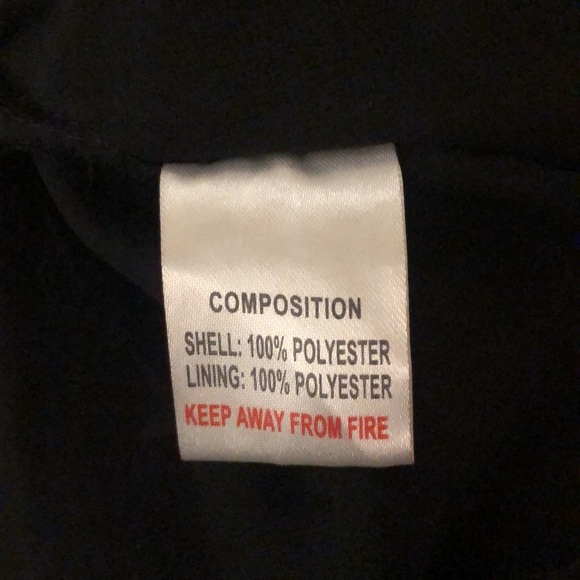 COMPOSITION
SHELL: 100% POLYESTER
LINING: 100% POLYESTER
KEEP AWAY FROM FIRE